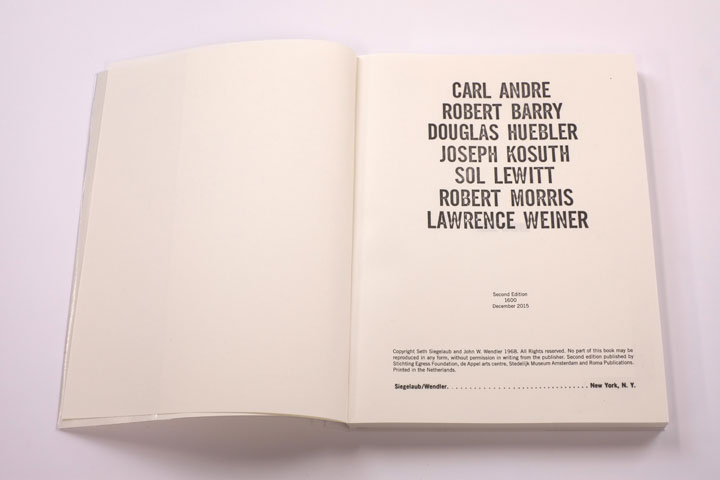 CARL ANDRE
ROBERT BARRY
DOUGLAS HUEBLER
JOSEPH KOSUTH
SOL LEWITT
ROBERT MORRIS
LAWRENCE WEINER
Second Edition
1600
December 2015
Copyright Seth Siegelaub and John W. Wendler 1968. All Rights reserved. No part of this book may be
reproduced in any form, without permission in writing from the publisher. Second edition published by
Stichting Egress Foundation, de Appel arts centre, Stedelijk Museum Amsterdam and Roma Publications.
Printed in the Netherlands.
Siegelaub/Wendler. . . . . . . . . . . . . . . . . . . . . . . . . . . . . . New York, N. Y.